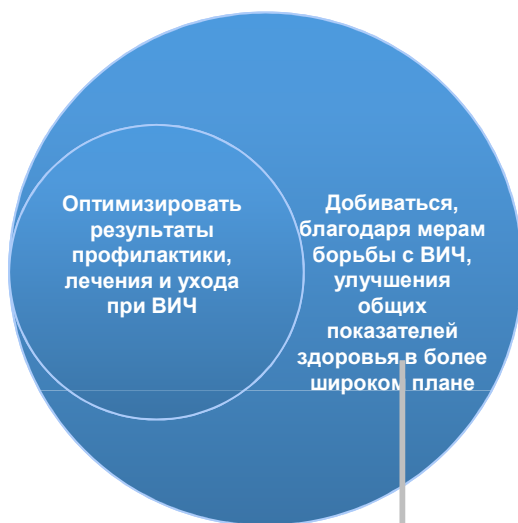 Оптимизировать
результаты
профилактики,
лечения и ухода
при ВИЧ
Добиваться,
благодаря мерам
борьбы с ВИЧ,
улучшения
общих
показателей
здоровья в более
широком плане